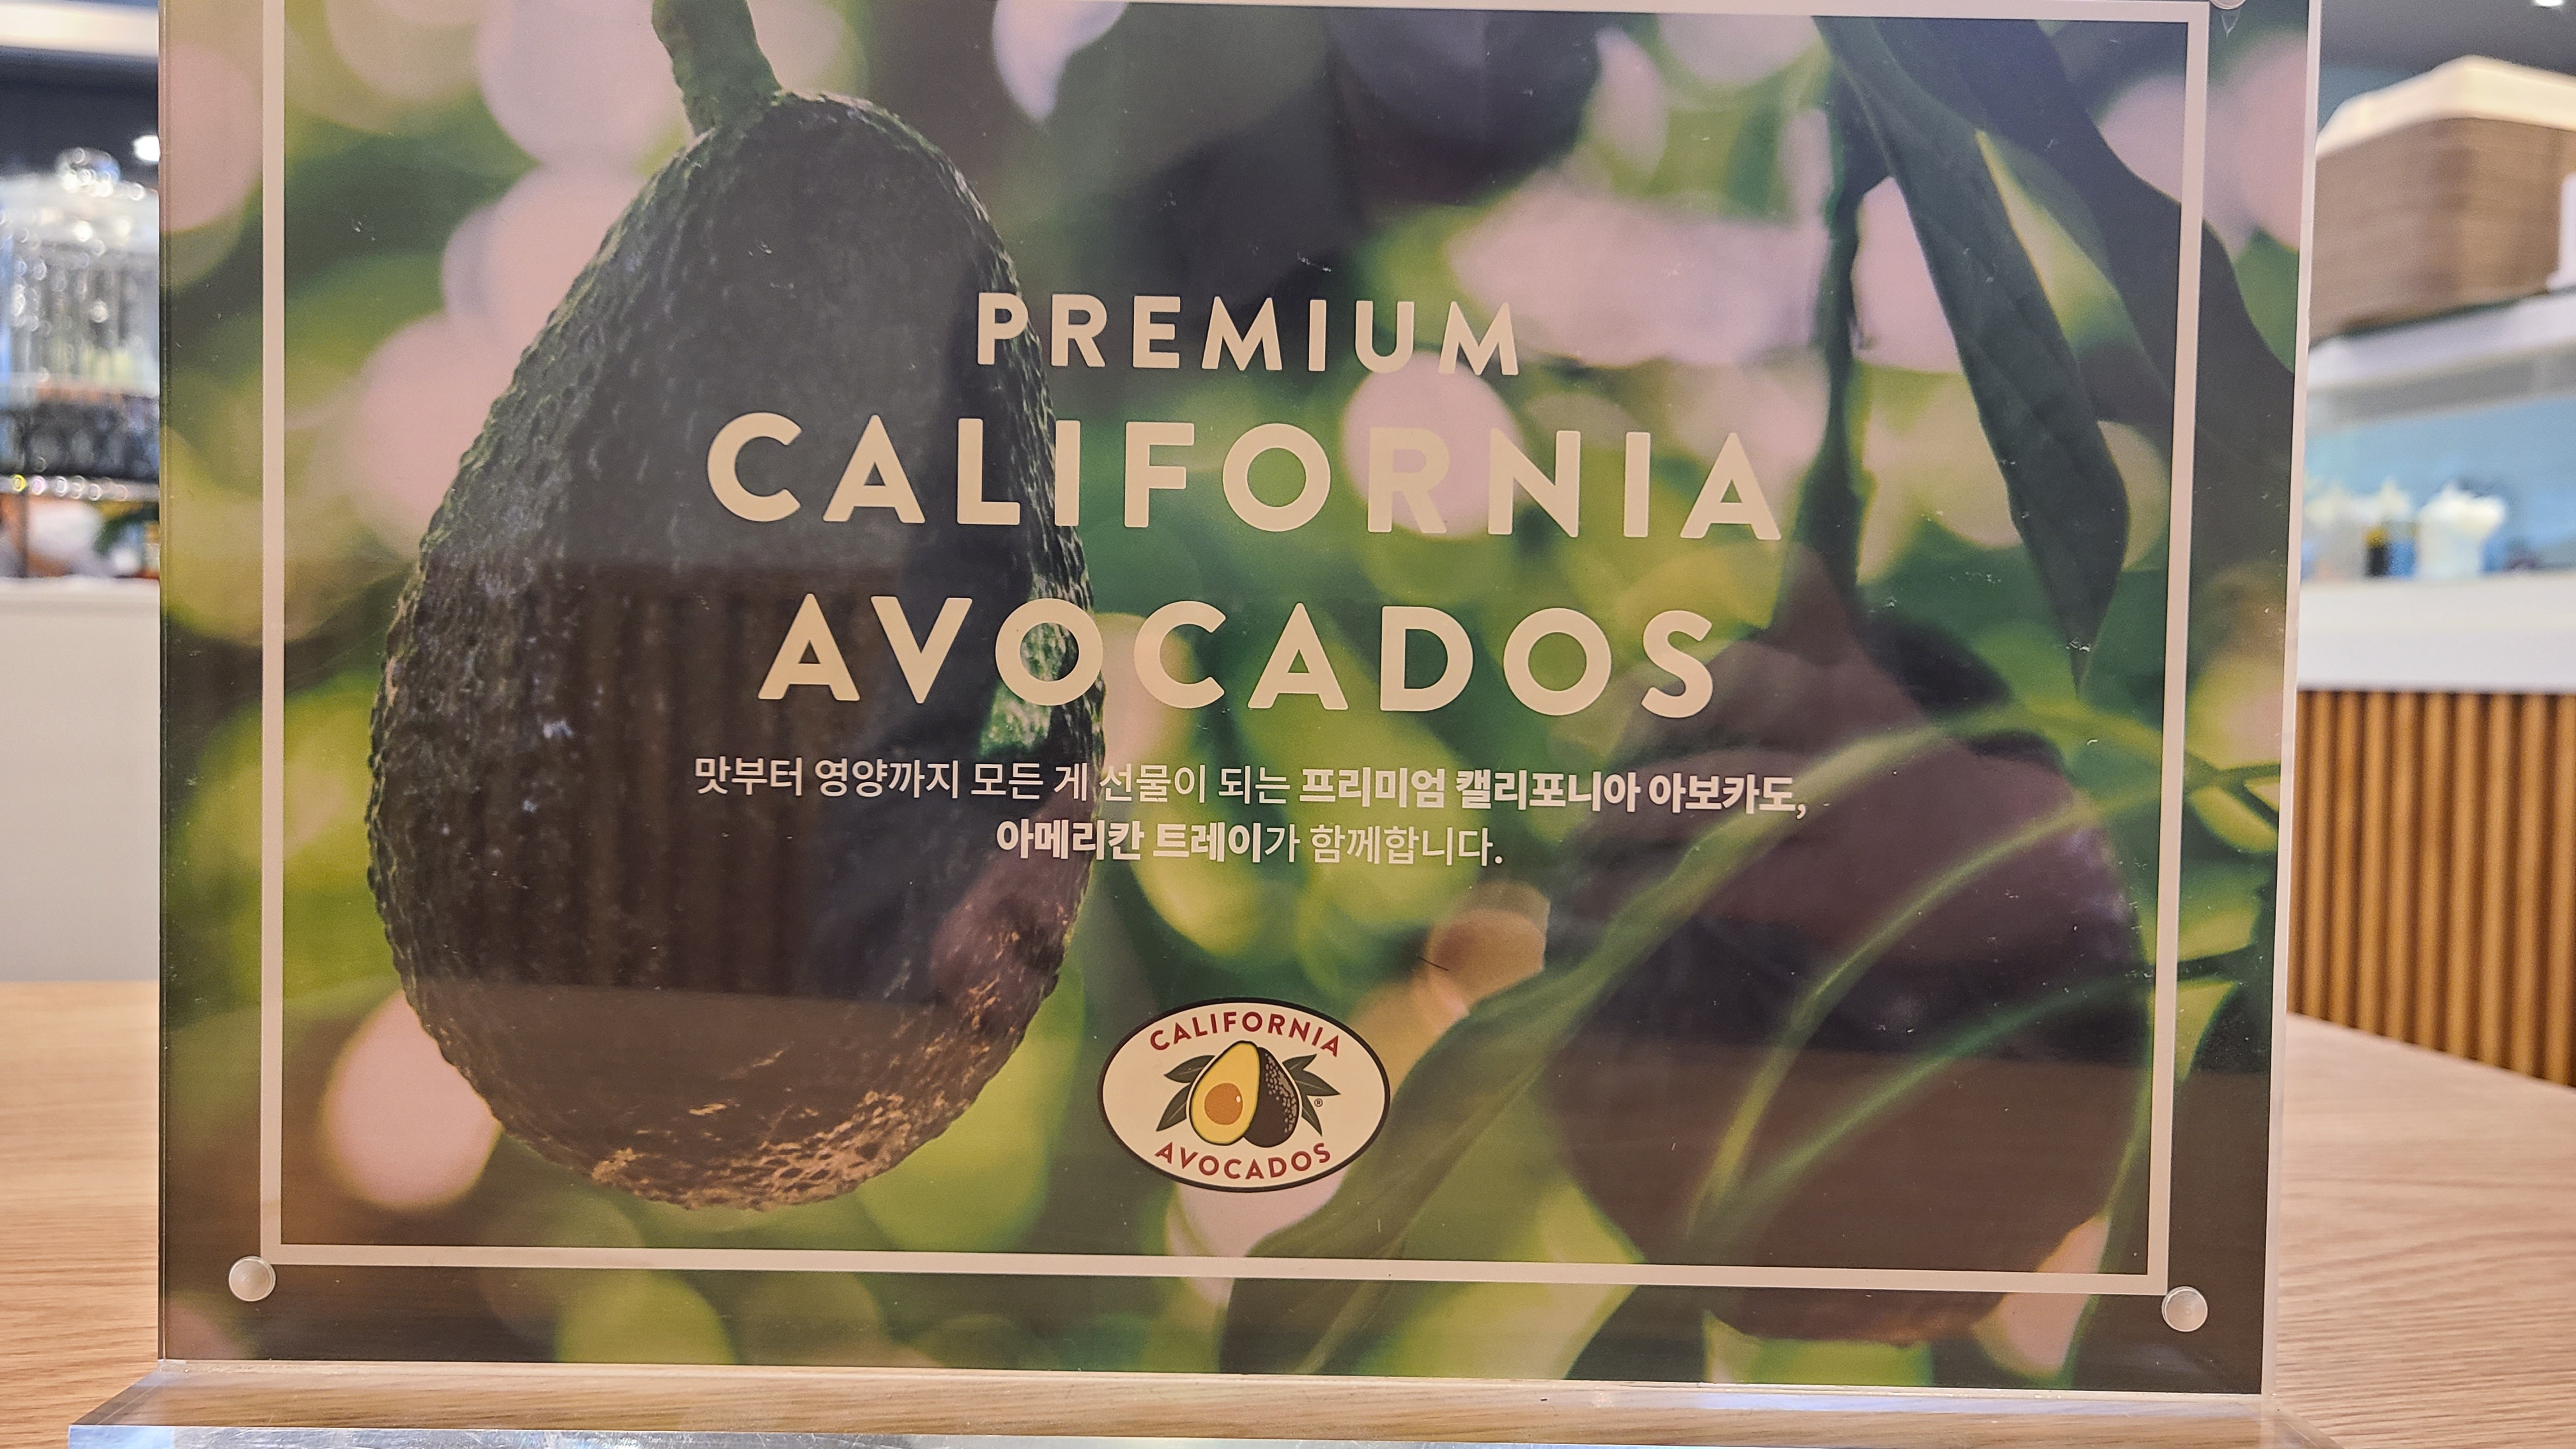 PREMIUM
CALIFORNIA
AVOCADOS
맛부터 영양까지 모든 게 선물이 되는 프리미엄 캘리포니아 아보카도,
아메리칸 트레이가 함께합니다.
CALIFORNIA
®
AVOCADOS